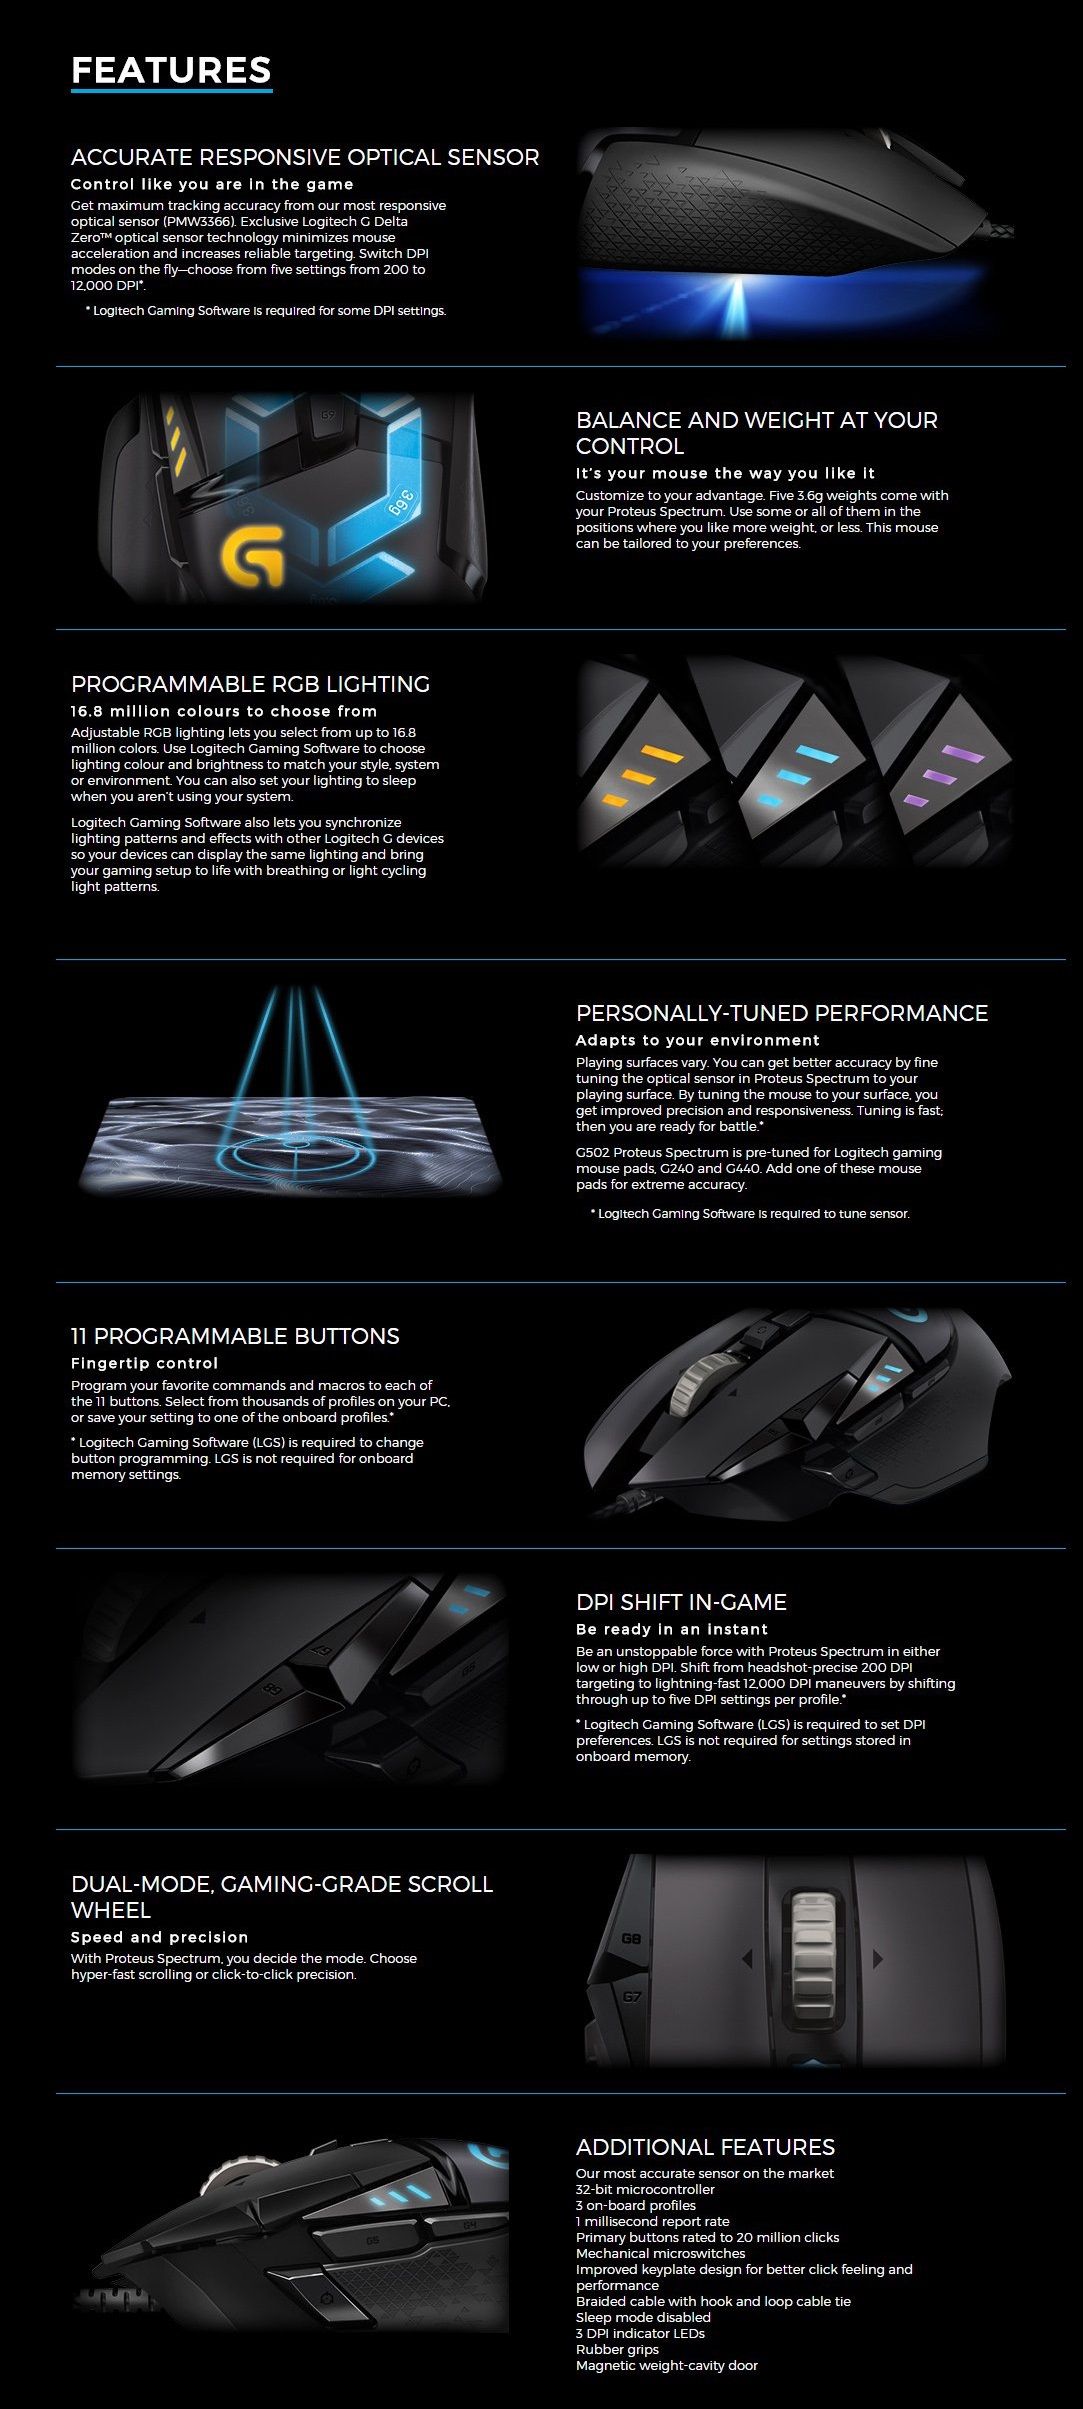 FEATURES
ACCURATE RESPONSIVE OPTICAL SENSOR
Control like you are in the game
Get maximum tracking accuracy from our most responsive
optical sensor (PMW3366). Exclusive Logitech G Delta
Zero™ optical sensor technology minimizes mouse
acceleration and increases reliable targeting. Switch DPI
modes on the fly—choose from five settings from 200 to
12,000 DPI*.
* Logitech Gaming Software is required for some DPI settings.
G9
3.6g
G
BALANCE AND WEIGHT AT YOUR
CONTROL
It's your mouse the way you like it
Customize to your advantage. Five 3.6g weights come with
your Proteus Spectrum. Use some or all of them in the
positions where you like more weight, or less. This mouse
can be tailored to your preferences.
PROGRAMMABLE RGB LIGHTING
16.8 million colours to choose from
Adjustable RGB lighting lets you select from up to 16.8
million colors. Use Logitech Gaming Software to choose
lighting colour and brightness to match your style, system
or environment. You can also set your lighting to sleep
when you aren't using your system.
Logitech Gaming Software also lets you synchronize
lighting patterns and effects with other Logitech G devices
so your devices can display the same lighting and bring
your gaming setup to life with breathing or light cycling
light patterns.
PERSONALLY-TUNED PERFORMANCE
Adapts to your environment
Playing surfaces vary. You can get better accuracy by fine
tuning the optical sensor in Proteus Spectrum to your
playing surface. By tuning the mouse to your surface, you
get improved precision and responsiveness. Tuning is fast;
then you are ready for battle.*
G502 Proteus Spectrum is pre-tuned for Logitech gaming
mouse pads, G240 and G440. Add one of these mouse
pads for extreme accuracy.
* Logitech Gaming Software is required to tune sensor.
11 PROGRAMMABLE BUTTONS
Fingertip control
Program your favorite commands and macros to each of
the 11 buttons. Select from thousands of profiles on your PC,
or save your setting to one of the onboard profiles.*
* Logitech Gaming Software (LGS) is required to change
button programming. LGS is not required for onboard
memory settings.
G7
G8
G5
DPI SHIFT IN-GAME
Be ready in an instant
Be an unstoppable force with Proteus Spectrum in either
low or high DPI. Shift from headshot-precise 200 DPI
targeting to lightning-fast 12,000 DPI maneuvers by shifting
through up to five DPI settings per profile.*
* Logitech Gaming Software (LGS) is required to set DPI
preferences. LGS is not required for settings stored in
onboard memory.
DUAL-MODE, GAMING-GRADE SCROLL
WHEEL
Speed and precision
With Proteus Spectrum, you decide the mode. Choose
hyper-fast scrolling or click-to-click precision.
G8
G7
G5
G4
ADDITIONAL FEATURES
Our most accurate sensor on the market
32-bit microcontroller
3 on-board profiles
1 millisecond report rate
Primary buttons rated to 20 million clicks
Mechanical microswitches
Improved keyplate design for better click feeling and
performance
Braided cable with hook and loop cable tie
Sleep mode disabled
3 DPI indicator LEDs
Rubber grips
Magnetic weight-cavity door